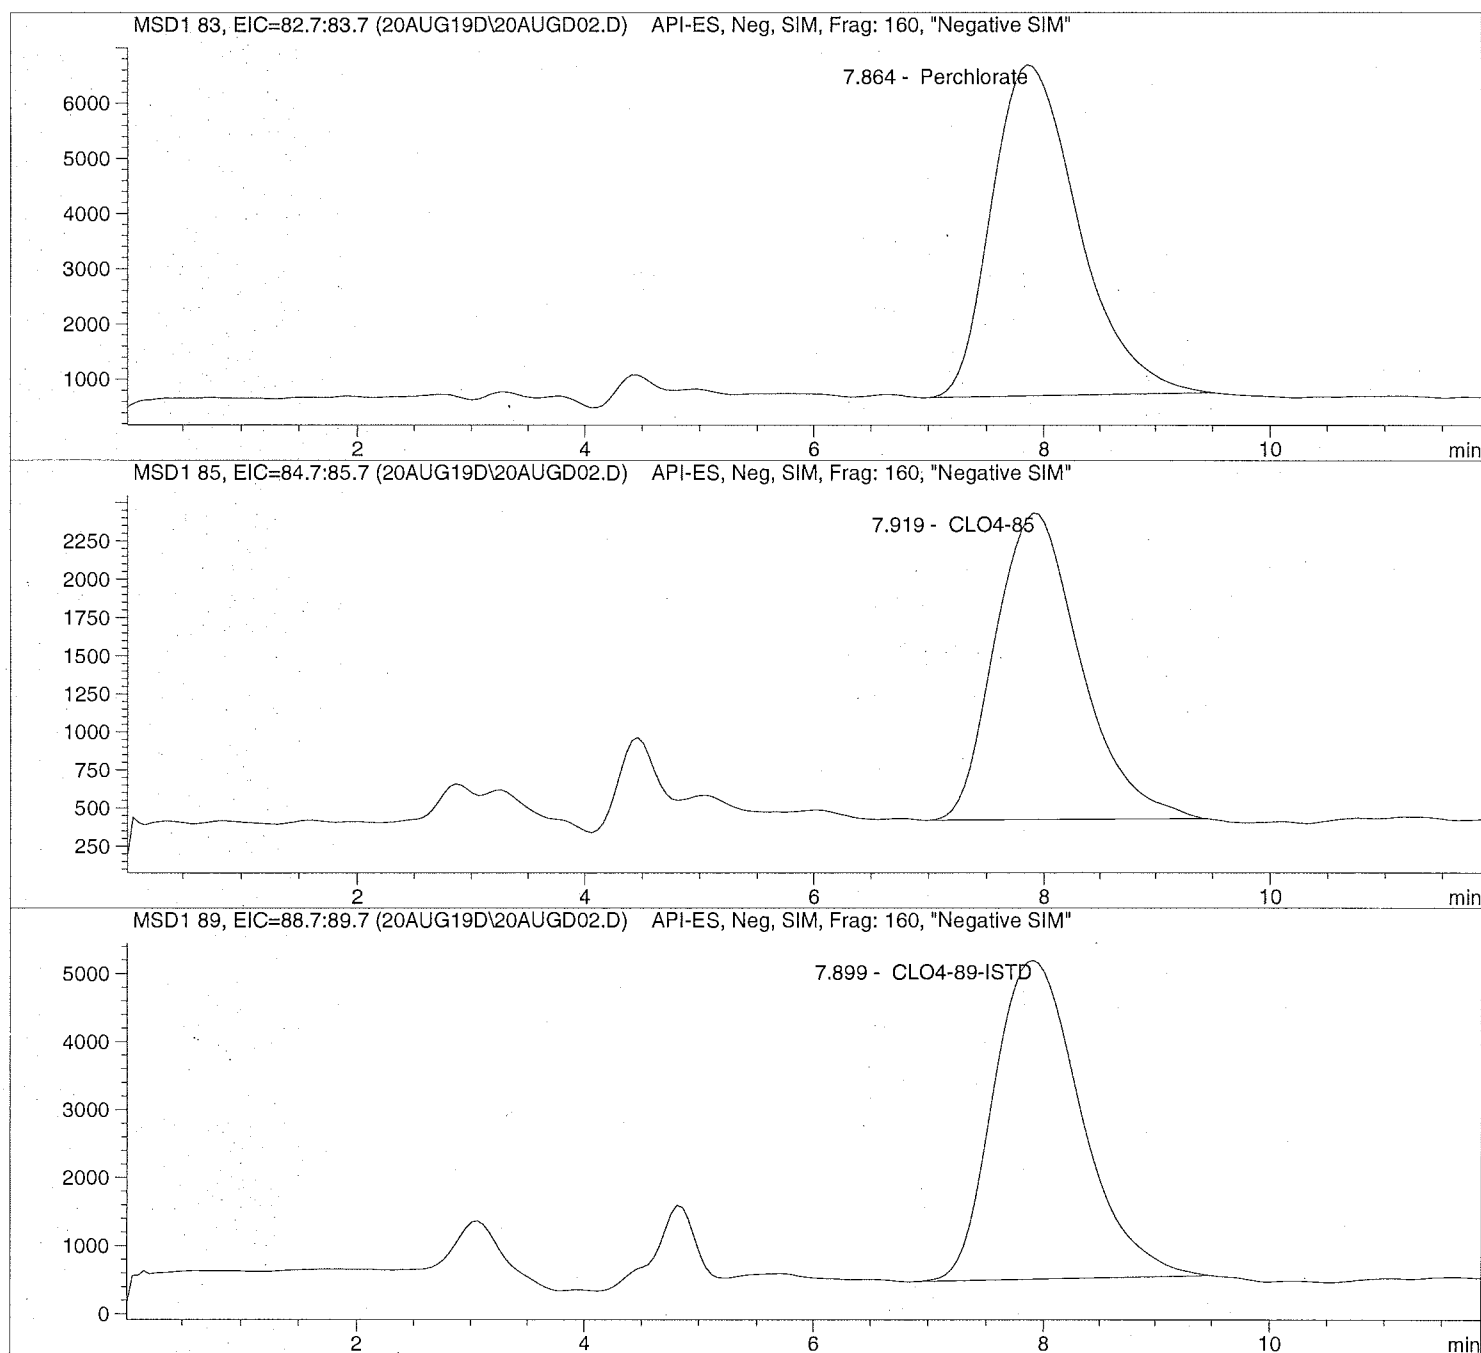 MSD1 83, EIC=82.7:83.7 (20AUG19D\20AUGD02.D) API-ES, Neg, SIM, Frag: 160, "Negative SIM"
7.864 - Perchlorate
6000
5000
4000
3000
2000
1000
2 4 6 8 10 min
MSD1 85, EIC=84.7:85.7 (20AUG19D\20AUGD02.D) API-ES, Neg, SIM, Frag: 160, "Negative SIM"
7.919 - CLO4-85
2250
2000
1750
1500
1250
1000
750
500
250
2 4 6 8 10 min
MSD1 89, EIC=88.7:89.7 (20AUG19D\20AUGD02.D) API-ES, Neg, SIM, Frag: 160, "Negative SIM"
7.899 - CLO4-89-ISTD
5000
4000
3000
2000
1000
0
2 4 6 8 10 min